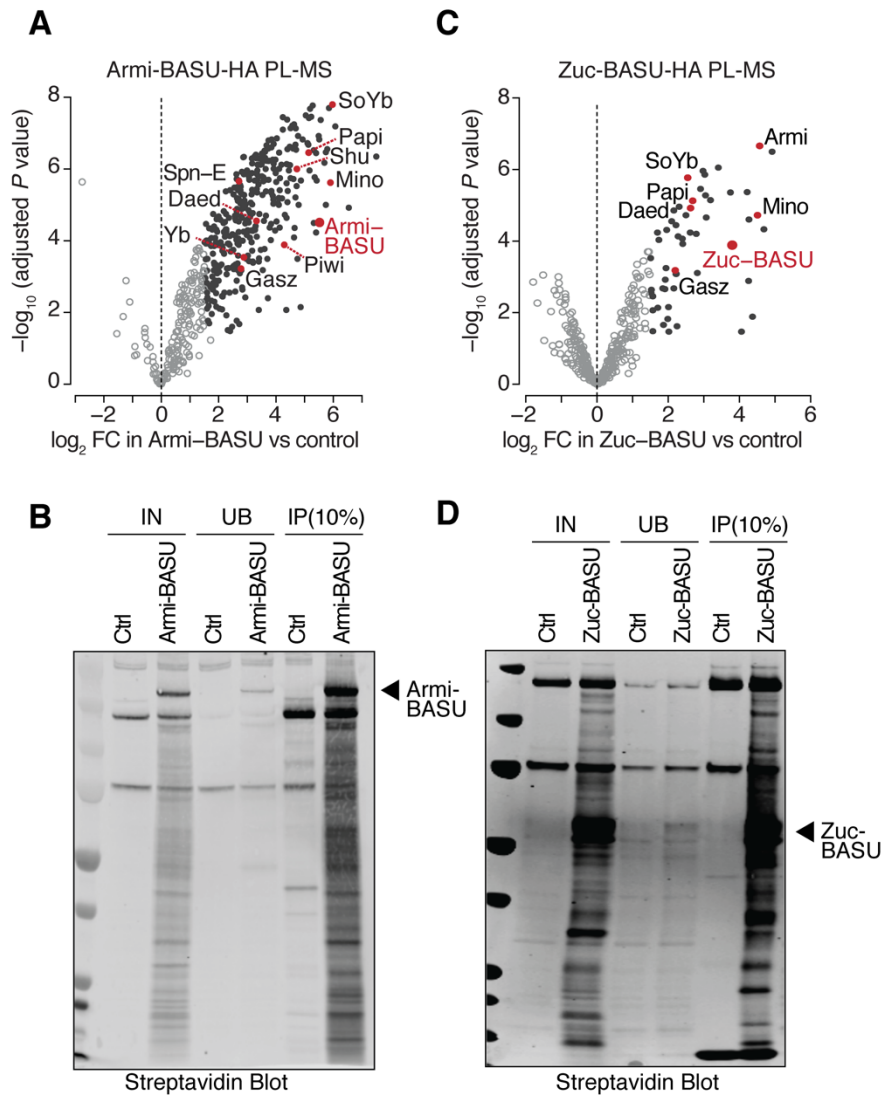 A
Armi-BASU-HA PL-MS
−log10 (adjusted P value)
8
6
4
2
0
−2
0
2
4
6
log2 FC in Armi−BASU vs control
SoYb
Papi
Shu
Mino
Spn−E
Daed
Yb
Armi−
BASU
Piwi
Gasz
C
Zuc-BASU-HA PL-MS
−log10 (adjusted P value)
8
6
4
2
0
−2
0
2
4
6
log2 FC in Zuc−BASU vs control
Armi
SoYb
Papi
Daed
Mino
Zuc−BASU
Gasz
B
IN
UB
IP(10%)
Ctrl
Armi-BASU
Ctrl
Armi-BASU
Ctrl
Armi-BASU
Armi-
BASU
Streptavidin Blot
D
IN
UB
IP(10%)
Ctrl
Zuc-BASU
Ctrl
Zuc-BASU
Ctrl
Zuc-BASU
Zuc-
BASU
Streptavidin Blot